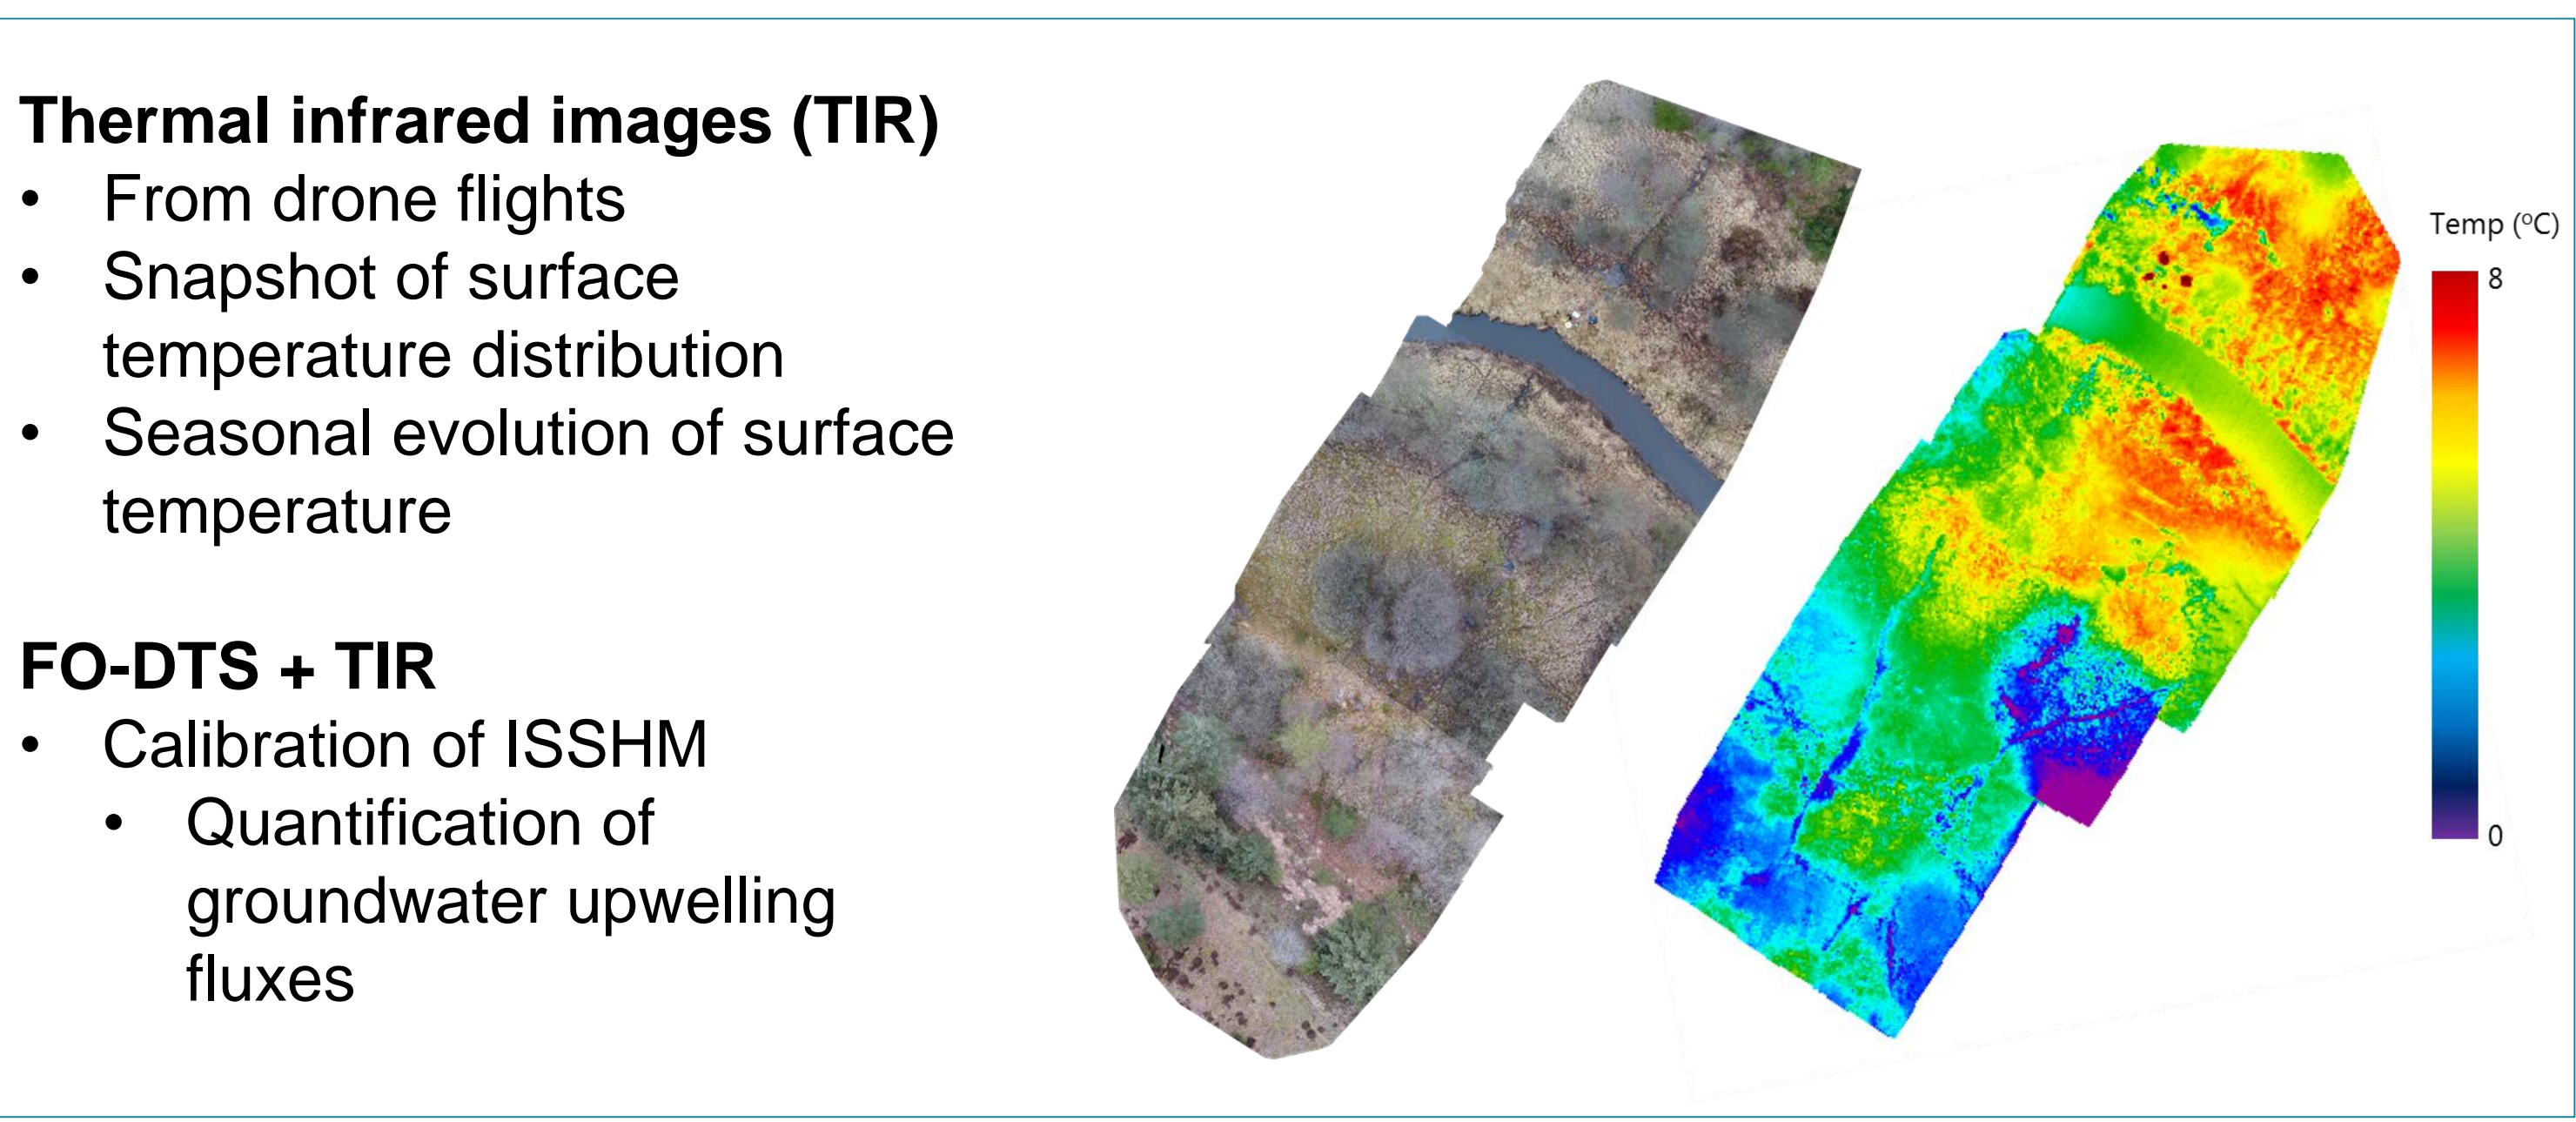 Thermal infrared images (TIR)
• From drone flights
• Snapshot of surface
temperature distribution
• Seasonal evolution of surface
temperature
FO-DTS + TIR
• Calibration of ISSHM
• Quantification of
groundwater upwelling
fluxes
Temp (°C)
8
0